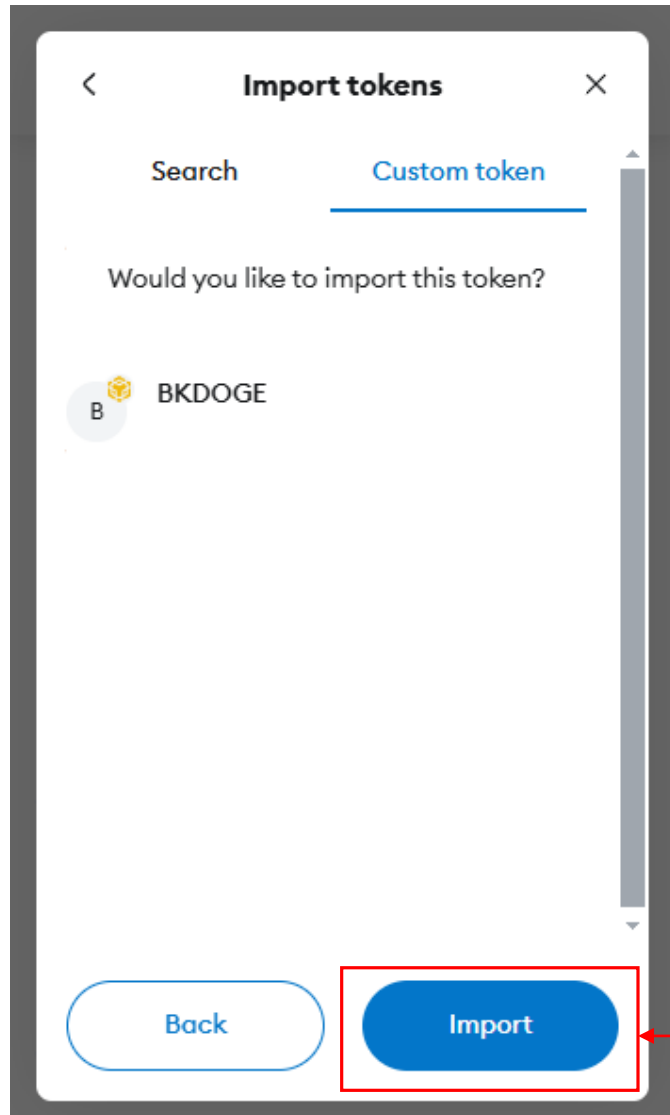 Import tokens
Search Custom token
Would you like to import this token?
B BKDOGE
Back Import